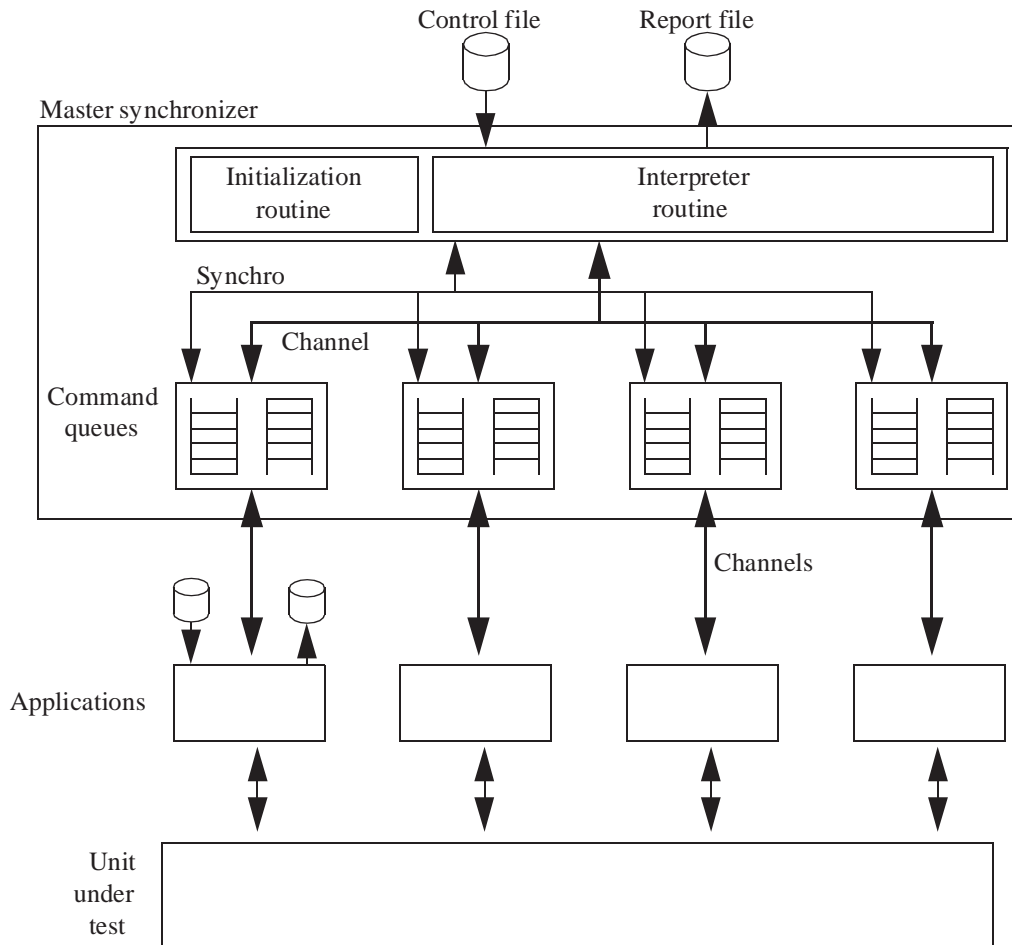 Control file
Report file
Master synchronizer
Initialization
routine
Interpreter
routine
Synchro
Channel
Command
queues
Channels
Applications
Unit
under
test